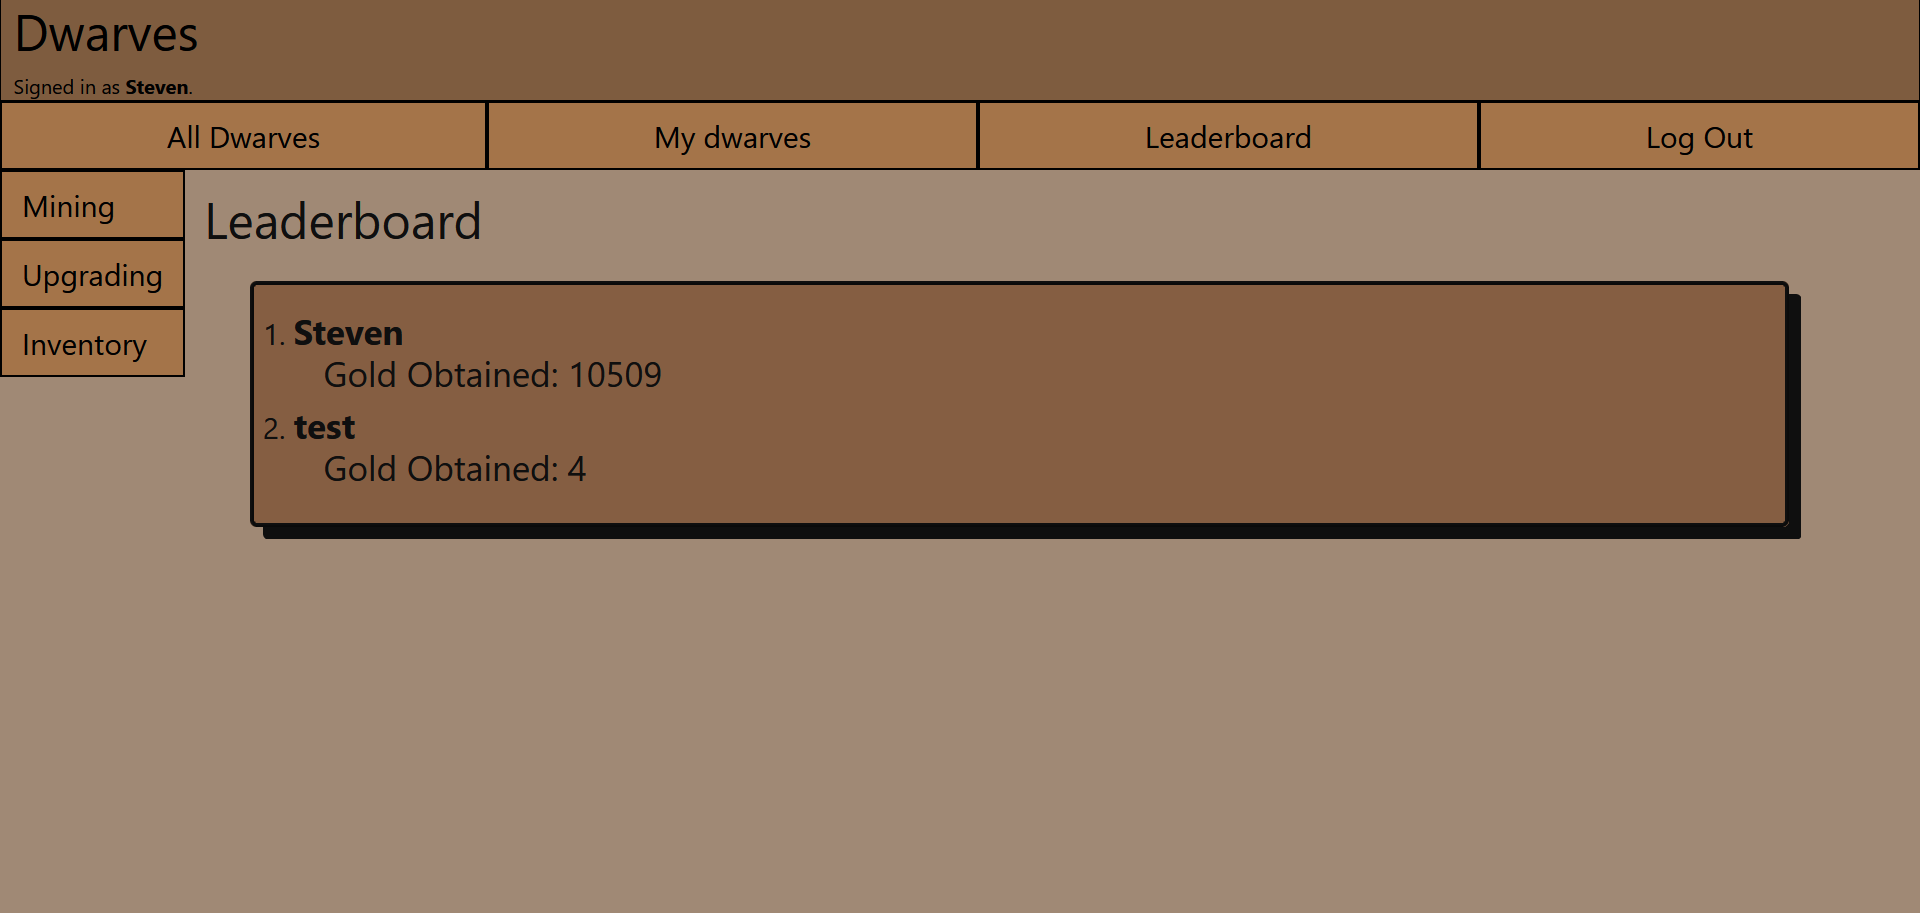 Dwarves
Signed in as Steven.
All Dwarves
My dwarves
Leaderboard
Log Out
Mining
Upgrading
Inventory
Leaderboard
1. Steven
Gold Obtained: 10509
2. test
Gold Obtained: 4